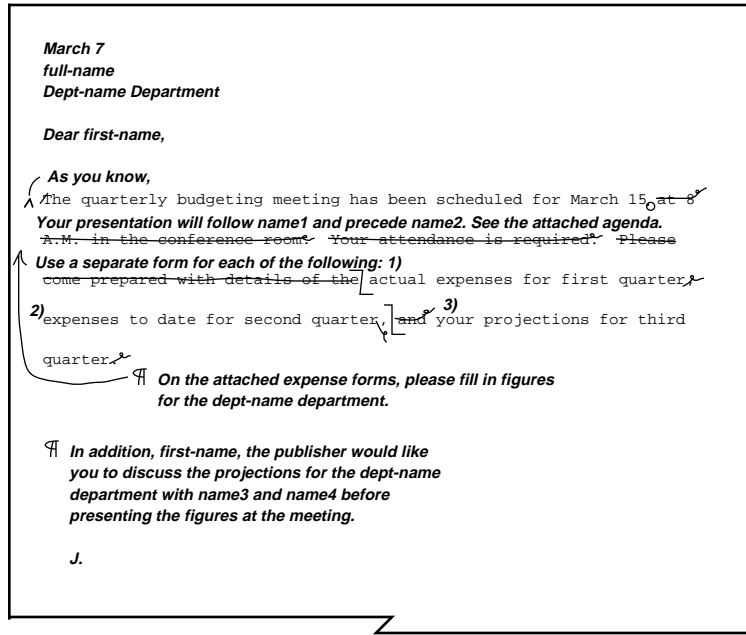 March 7
full-name
Dept-name Department
Dear first-name,
As you know,
The quarterly budgeting meeting has been scheduled for March 15 at 8
Your presentation will follow name1 and precede name2. See the attached agenda.
A.M. in the conference room. Your attendance is required. Please
Use a separate form for each of the following: 1)
come prepared with details of the actual expenses for first quarter,
2) expenses to date for second quarter, and 3) your projections for third
quarter.
¶ On the attached expense forms, please fill in figures
for the dept-name department.
¶ In addition, first-name, the publisher would like
you to discuss the projections for the dept-name
department with name3 and name4 before
presenting the figures at the meeting.
J.